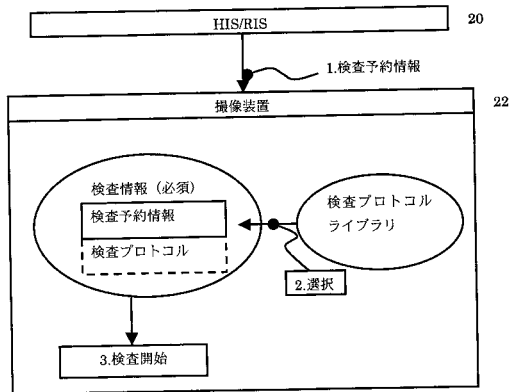 HIS/RIS
20
1.検査予約情報
撮像装置
22
検査情報（必須）
検査予約情報
検査プロトコル
検査プロトコル
ライブラリ
2.選択
3.検査開始